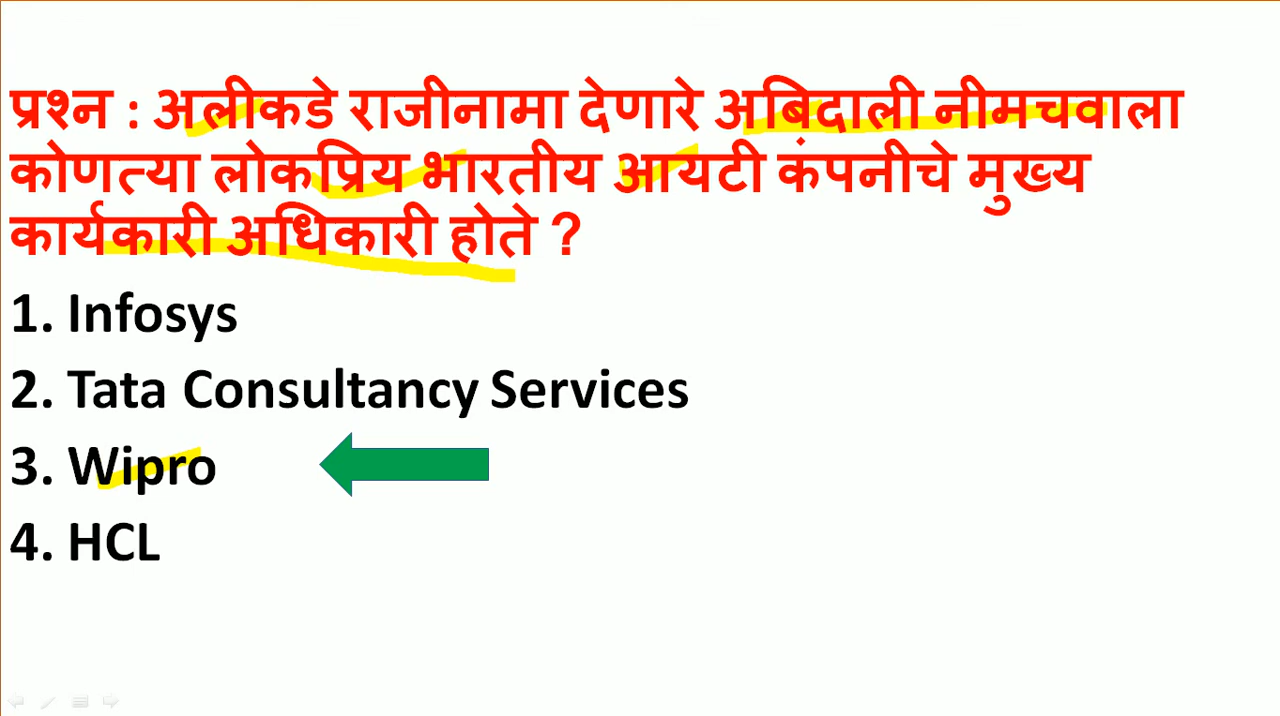 प्रश्न : अलीकडे राजीनामा देणारे अबिदाली नीमचवाला
कोणत्या लोकप्रिय भारतीय आयटी कंपनीचे मुख्य
कार्यकारी अधिकारी होते ?
1. Infosys
2. Tata Consultancy Services
3. Wipro
4. HCL